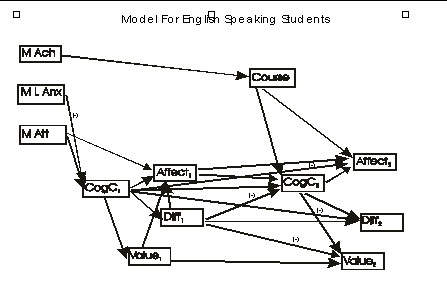 Model For English Speaking Students
M Ach
Course
M L Anx
(-)
M Att
Affect₂
(-)
Affect₁
CogC₂
CogC₁
(-)
Diff₁
(-)
Diff₂
(-)
Value₁
Value₂